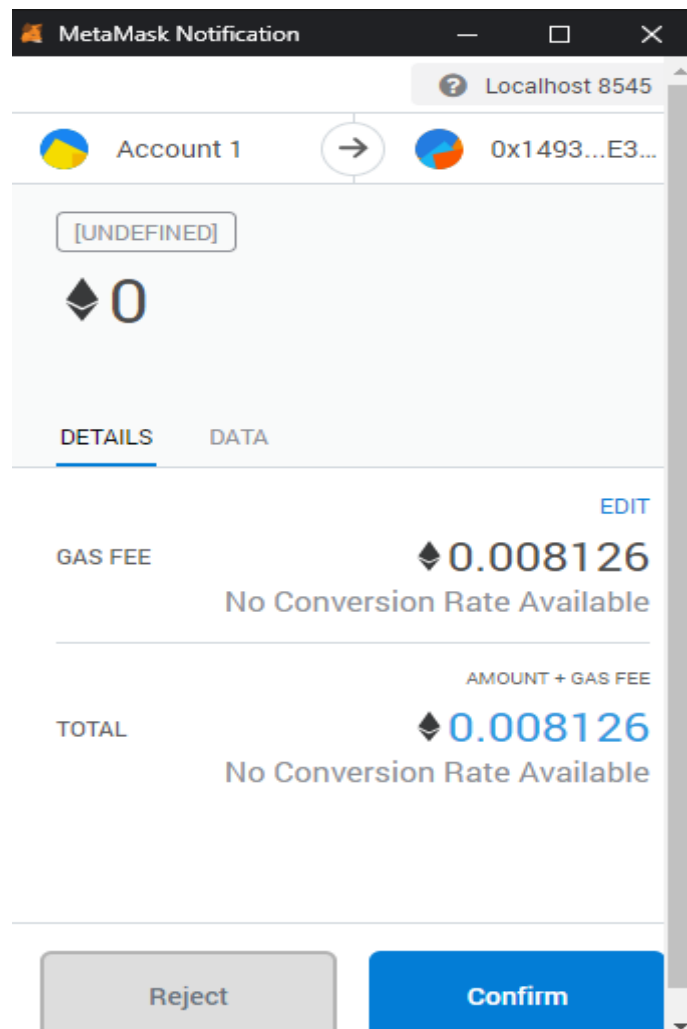 MetaMask Notification
Localhost 8545
Account 1
0x1493...E3...
[UNDEFINED]
0
DETAILS DATA
EDIT
GAS FEE 0.008126
No Conversion Rate Available
AMOUNT + GAS FEE
TOTAL 0.008126
No Conversion Rate Available
Reject Confirm